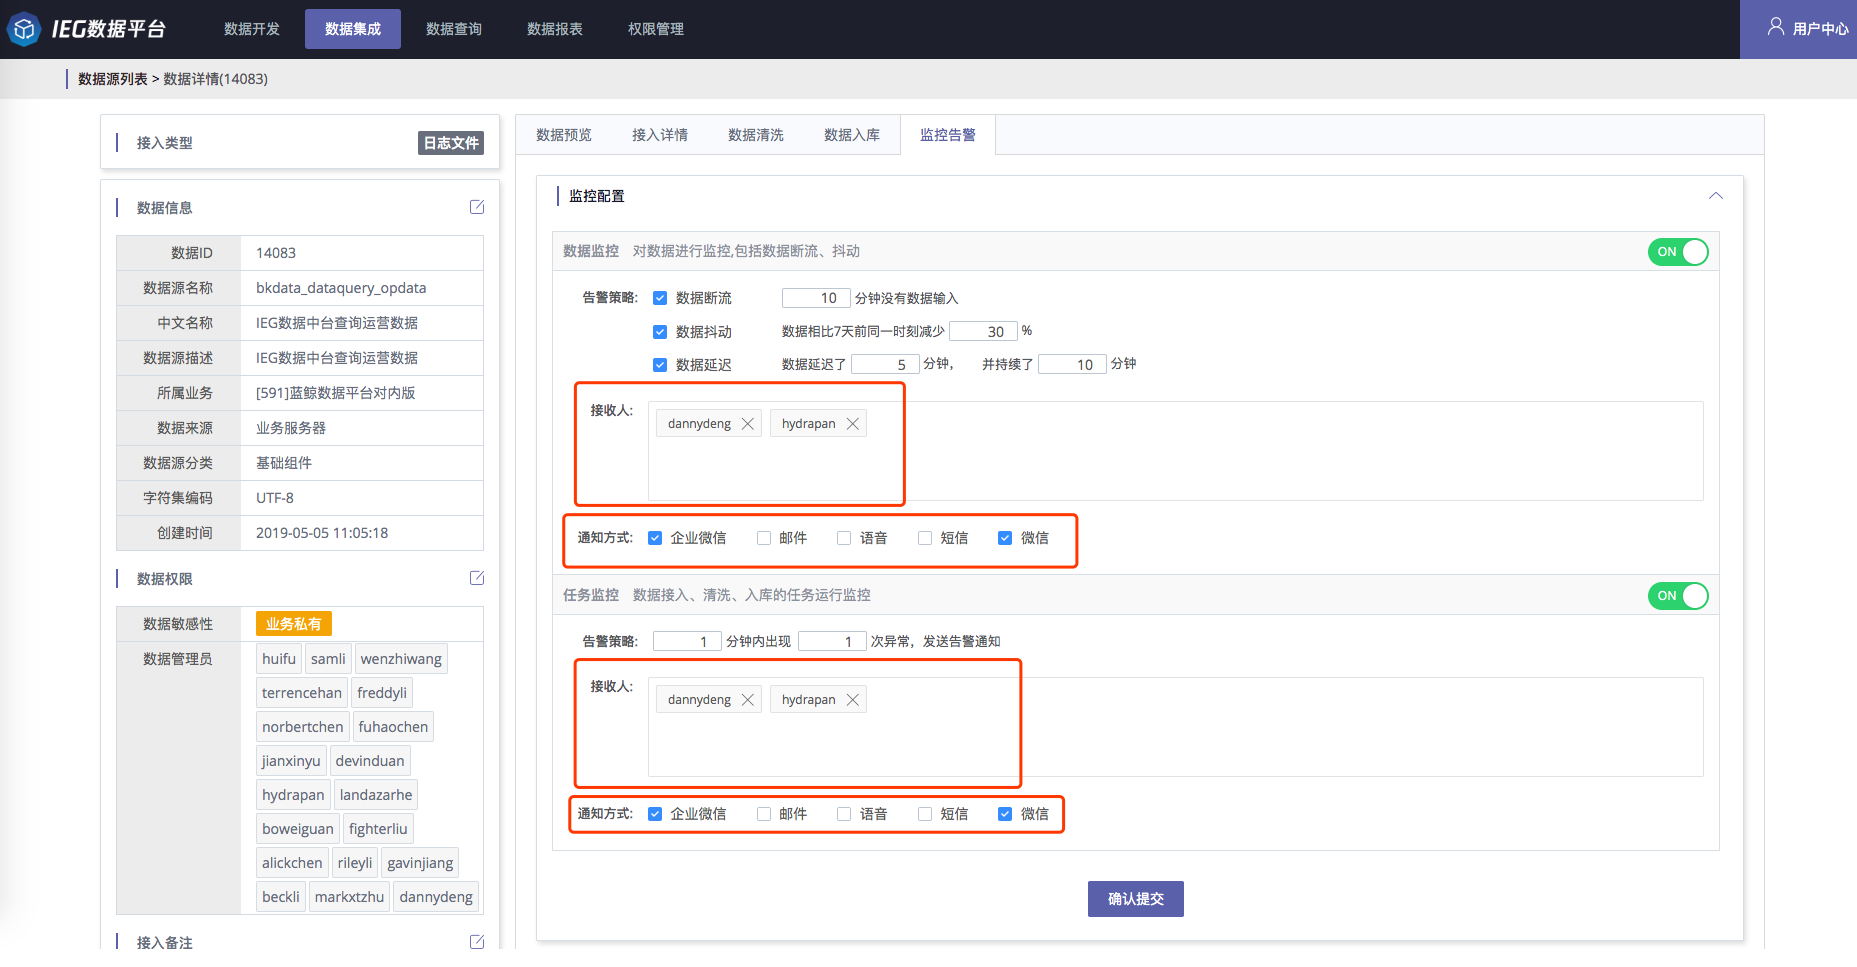 IEG数据平台 数据开发 数据集成 数据查询 数据报表 权限管理 用户中心
数据源列表 > 数据详情(14083)
接入类型 日志文件
数据信息
数据ID 14083
数据源名称 bkdata_dataquery_opdata
中文名称 IEG数据中台查询运营数据
数据源描述 IEG数据中台查询运营数据
所属业务 [591]蓝鲸数据平台对内版
数据来源 业务服务器
数据源分类 基础组件
字符集编码 UTF-8
创建时间 2019-05-05 11:05:18
数据权限
数据敏感性 业务私有
数据管理员 huifu samli wenzhiwang
terrencehan freddyli
norbertchen fuhaochen
jianxinyu devinduan
hydrapan landazarhe
boweiguan fighterliu
alickchen rileyli gavinjiang
beckli markxtzhu dannydeng
接入备注
数据预览 接入详情 数据清洗 数据入库 监控告警
监控配置
数据监控 对数据进行监控,包括数据断流、抖动 ON
告警策略: 数据断流 10 分钟没有数据输入
数据抖动 数据相比7天前同一时刻减少 30 %
数据延迟 数据延迟了 5 分钟, 并持续了 10 分钟
接收人: dannydeng hydrapan
通知方式: 企业微信 邮件 语音 短信 微信
任务监控 数据接入、清洗、入库的任务运行监控 ON
告警策略: 1 分钟内出现 1 次异常，发送告警通知
接收人: dannydeng hydrapan
通知方式: 企业微信 邮件 语音 短信 微信
确认提交